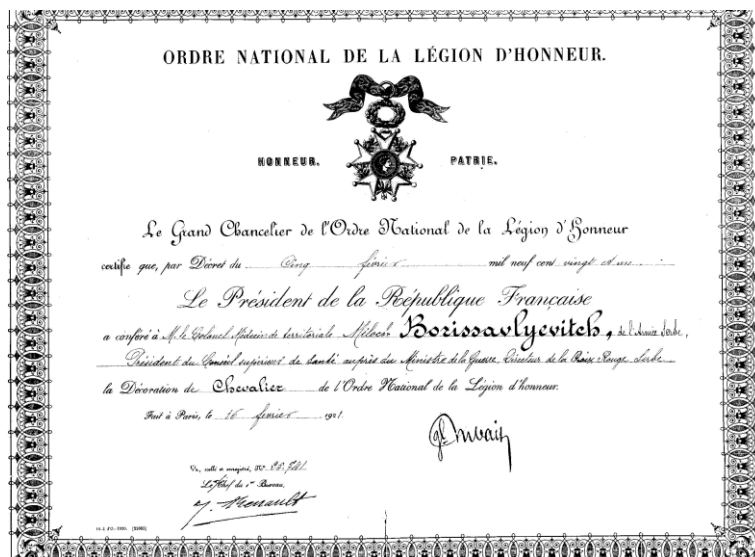 ORDRE NATIONAL DE LA LÉGION D'HONNEUR.
HONNEUR. PATRIE.
Le Grand Chancelier de l'Ordre National de la Légion d'Honneur
certifie que, par Décret du Cinq février mil neuf cent vingt et un
Le Président de la République Française
a conféré à M. le Colonel Médecin de territoriale Miloch Borissavlyevitch, de l'Armée Serbe,
Président du Conseil supérieur de santé auprès du Ministre de la Guerre, Directeur de la Croix Rouge Serbe
la Décoration de Chevalier de l'Ordre National de la Légion d'honneur.
Fait à Paris, le 16 février 1921.
Vu, scellé et enregistré, No
Le Chef du 1er Bureau,